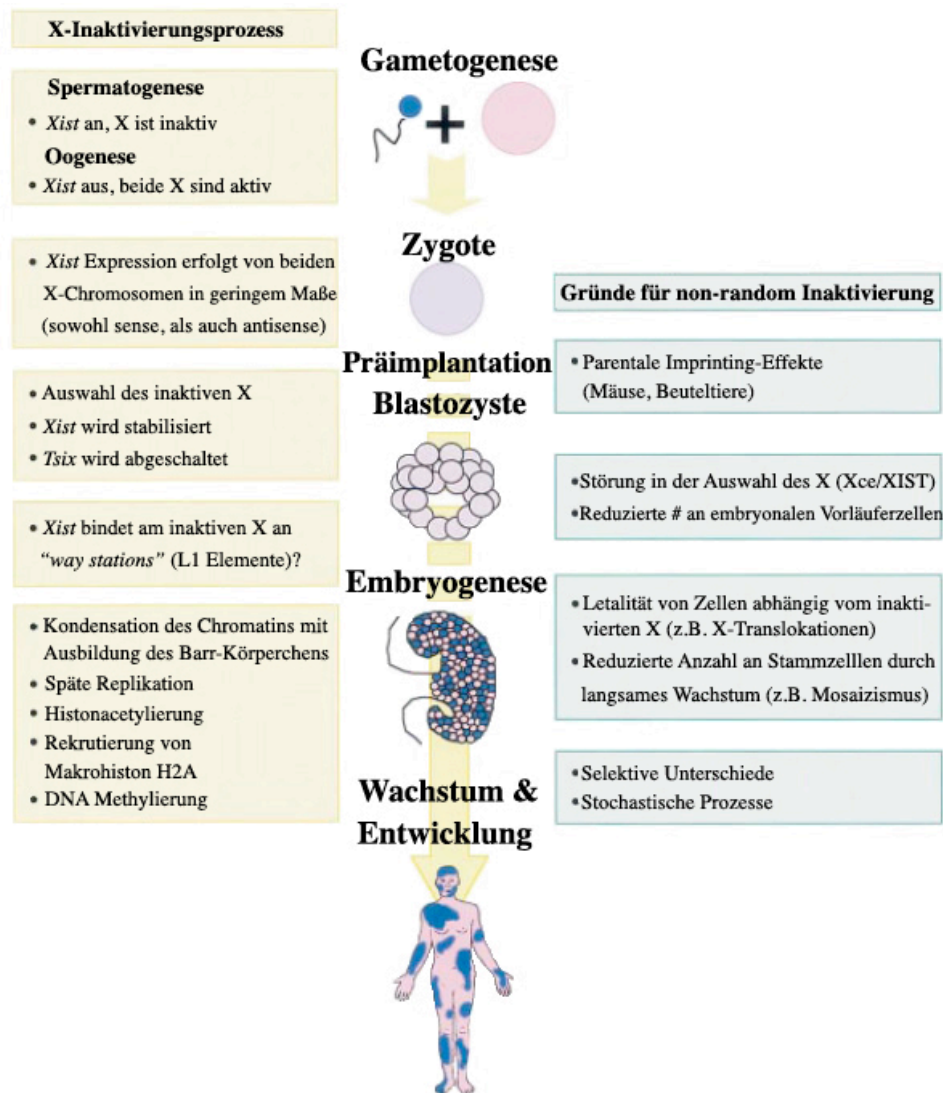 X-Inaktivierungsprozess
Spermatogenese
• Xist an, X ist inaktiv
Oogenese
• Xist aus, beide X sind aktiv
• Xist Expression erfolgt von beiden
X-Chromosomen in geringem Maße
(sowohl sense, als auch antisense)
• Auswahl des inaktiven X
• Xist wird stabilisiert
• Tsix wird abgeschaltet
• Xist bindet am inaktiven X an
“way stations” (L1 Elemente)?
• Kondensation des Chromatins mit
Ausbildung des Barr-Körperchens
• Späte Replikation
• Histonacetylierung
• Rekrutierung von
Makrohiston H2A
• DNA Methylierung
Gametogenese
+
Zygote
Präimplantation
Blastozyste
Embryogenese
Wachstum &
Entwicklung
Gründe für non-random Inaktivierung
• Parentale Imprinting-Effekte
(Mäuse, Beuteltiere)
• Störung in der Auswahl des X (Xce/XIST)
• Reduzierte # an embryonalen Vorläuferzellen
• Letalität von Zellen abhängig vom inakti-
vierten X (z.B. X-Translokationen)
• Reduzierte Anzahl an Stammzelllen durch
langsames Wachstum (z.B. Mosaizismus)
• Selektive Unterschiede
• Stochastische Prozesse